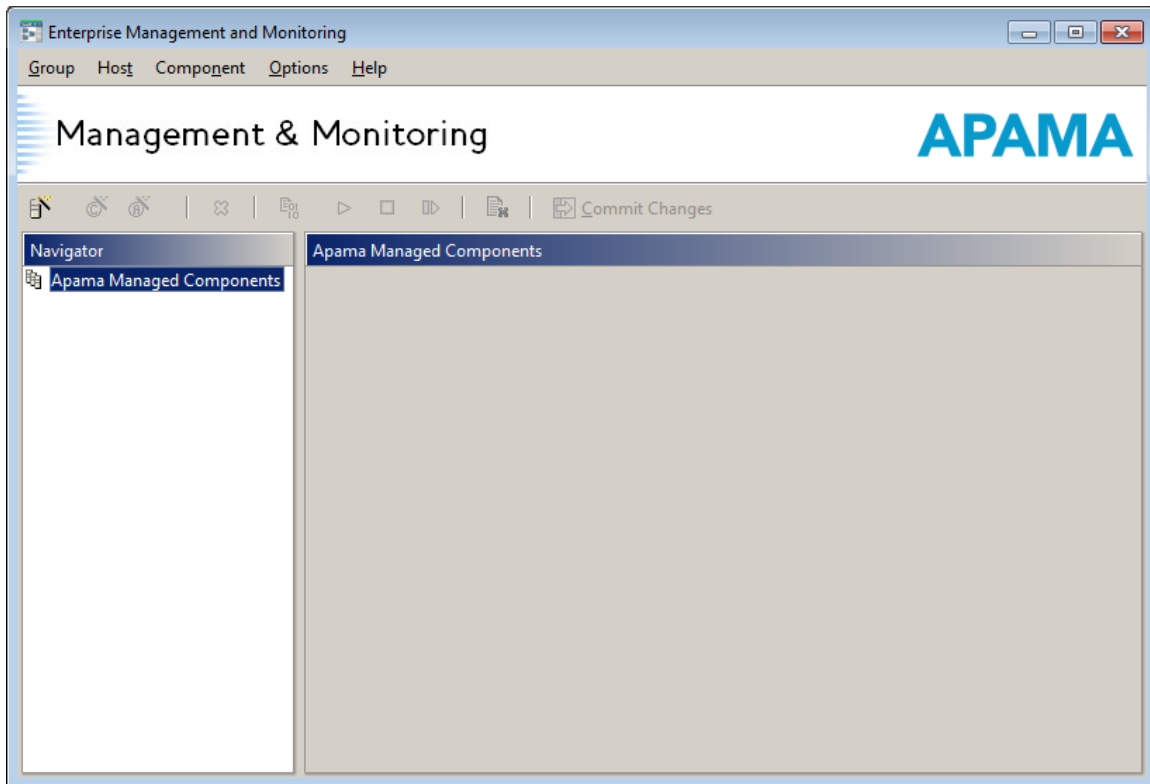 Enterprise Management and Monitoring
Group Host Component Options Help
Management & Monitoring
APAMA
Commit Changes
Navigator
Apama Managed Components
Apama Managed Components